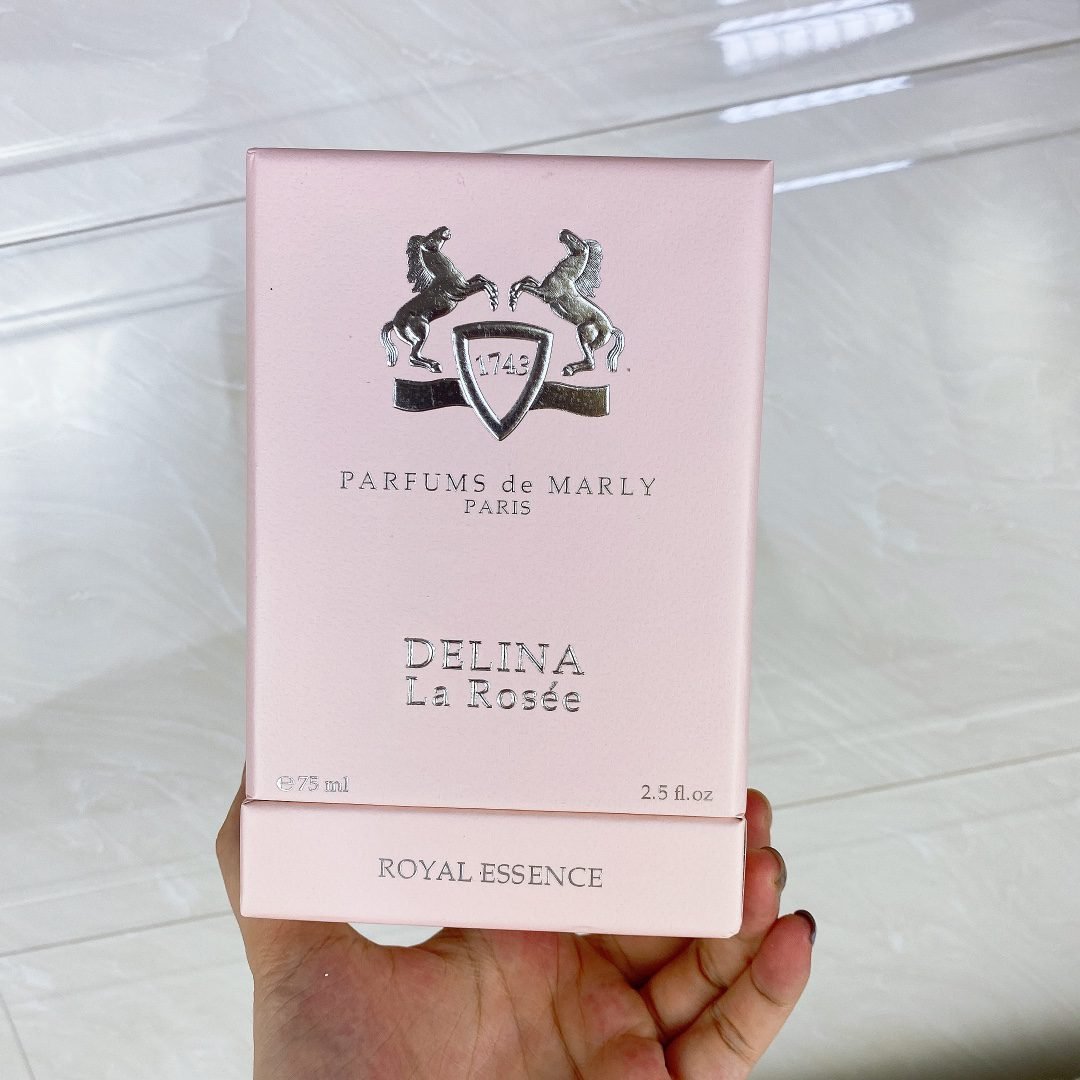 1743
PARFUMS de MARLY
PARIS
DELINA
La Rosée
℮75 ml
2.5 fl.oz
ROYAL ESSENCE